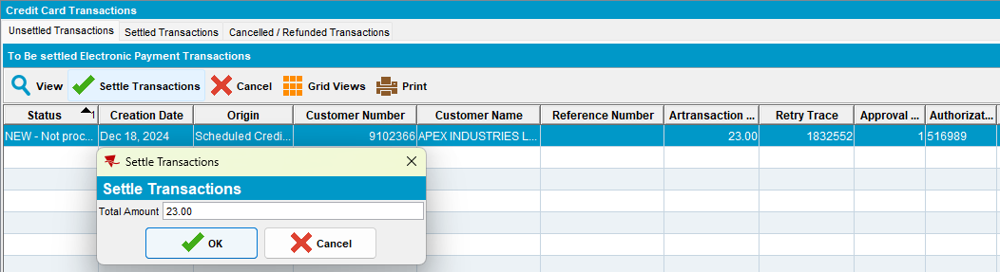 Credit Card Transactions
Unsettled Transactions Settled Transactions Cancelled / Refunded Transactions
To Be settled Electronic Payment Transactions
View Settle Transactions Cancel Grid Views Print
Status 1 Creation Date Origin Customer Number Customer Name Reference Number Artransaction ... Retry Trace Approval ... Authorizat...
NEW - Not proc... Dec 18, 2024 Scheduled Credi... 9102366 APEX INDUSTRIES L... 23.00 1832552 1 516989
Settle Transactions
Settle Transactions
Total Amount 23.00
OK Cancel